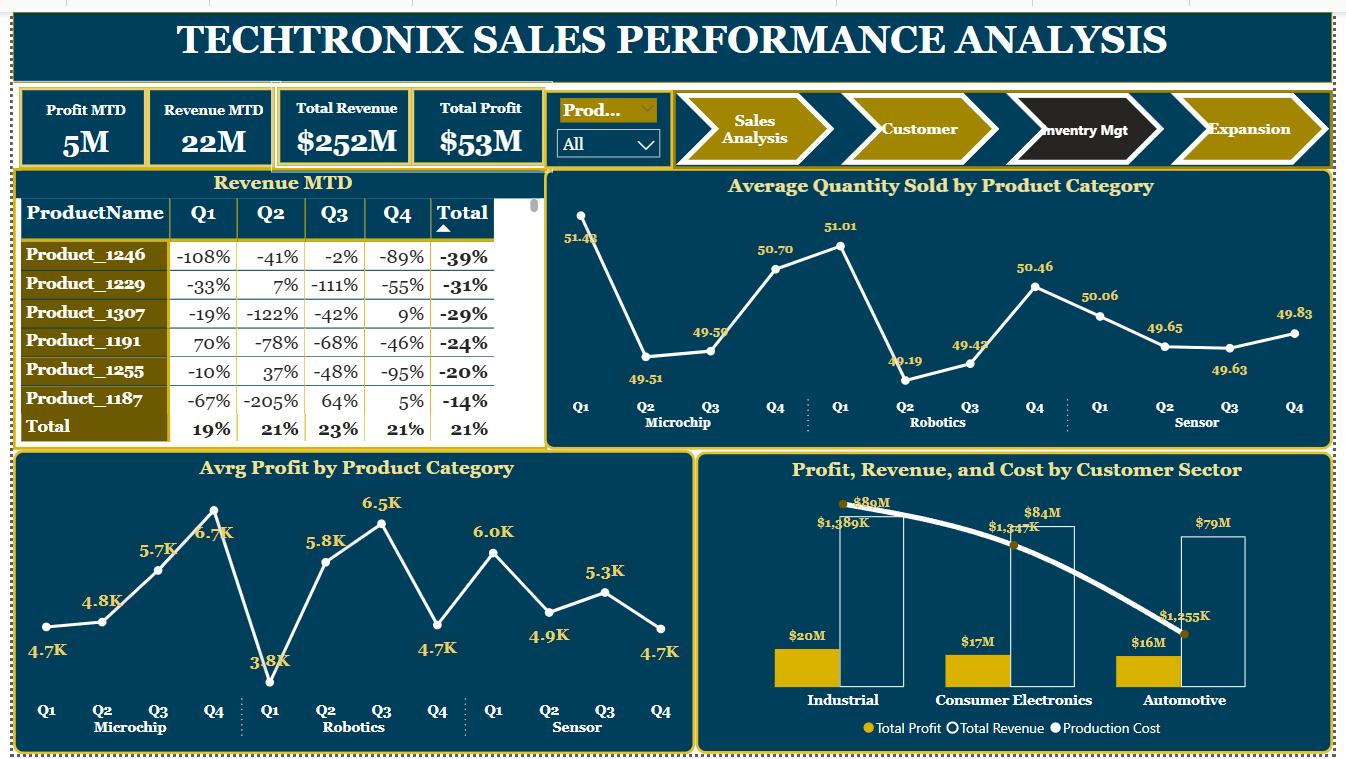 TECHTRONIX SALES PERFORMANCE ANALYSIS
Profit MTD
5M
Revenue MTD
22M
Total Revenue
$252M
Total Profit
$53M
Prod...
All
Sales
Analysis
Customer
Inventry Mgt
Expansion
Revenue MTD
ProductName Q1 Q2 Q3 Q4 Total
Product_1246 -108% -41% -2% -89% -39%
Product_1229 -33% 7% -111% -55% -31%
Product_1307 -19% -122% -42% 9% -29%
Product_1191 70% -78% -68% -46% -24%
Product_1255 -10% 37% -48% -95% -20%
Product_1187 -67% -205% 64% 5% -14%
Total 19% 21% 23% 21% 21%
Average Quantity Sold by Product Category
51.43 49.51 49.59 50.70 51.01 49.19 49.42 50.46 50.06 49.65 49.63 49.83
Q1 Q2 Q3 Q4 Q1 Q2 Q3 Q4 Q1 Q2 Q3 Q4
Microchip Robotics Sensor
Avrg Profit by Product Category
4.7K 4.8K 5.7K 6.7K 3.8K 5.8K 6.5K 4.7K 6.0K 4.9K 5.3K 4.7K
Q1 Q2 Q3 Q4 Q1 Q2 Q3 Q4 Q1 Q2 Q3 Q4
Microchip Robotics Sensor
Profit, Revenue, and Cost by Customer Sector
$89M $84M $79M
$1,389K $1,347K $1,255K
$20M $17M $16M
Industrial Consumer Electronics Automotive
Total Profit Total Revenue Production Cost